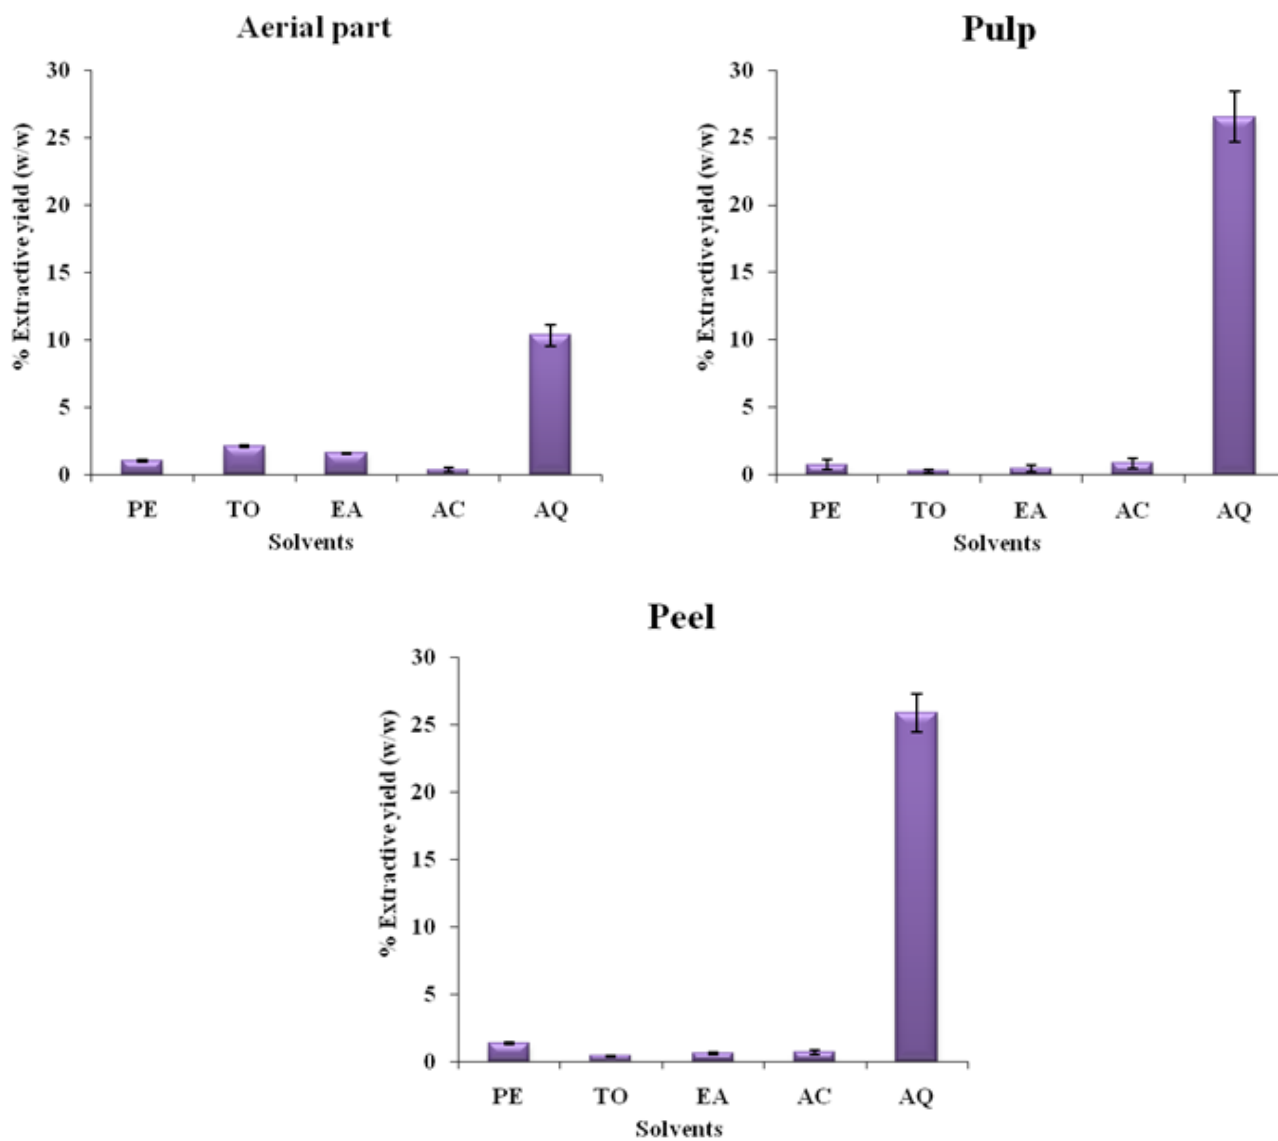 Aerial part
% Extractive yield (w/w)
30
25
20
15
10
5
0
PE TO EA AC AQ
Solvents
Pulp
% Extractive yield (w/w)
30
25
20
15
10
5
0
PE TO EA AC AQ
Solvents
Peel
% Extractive yield (w/w)
30
25
20
15
10
5
0
PE TO EA AC AQ
Solvents